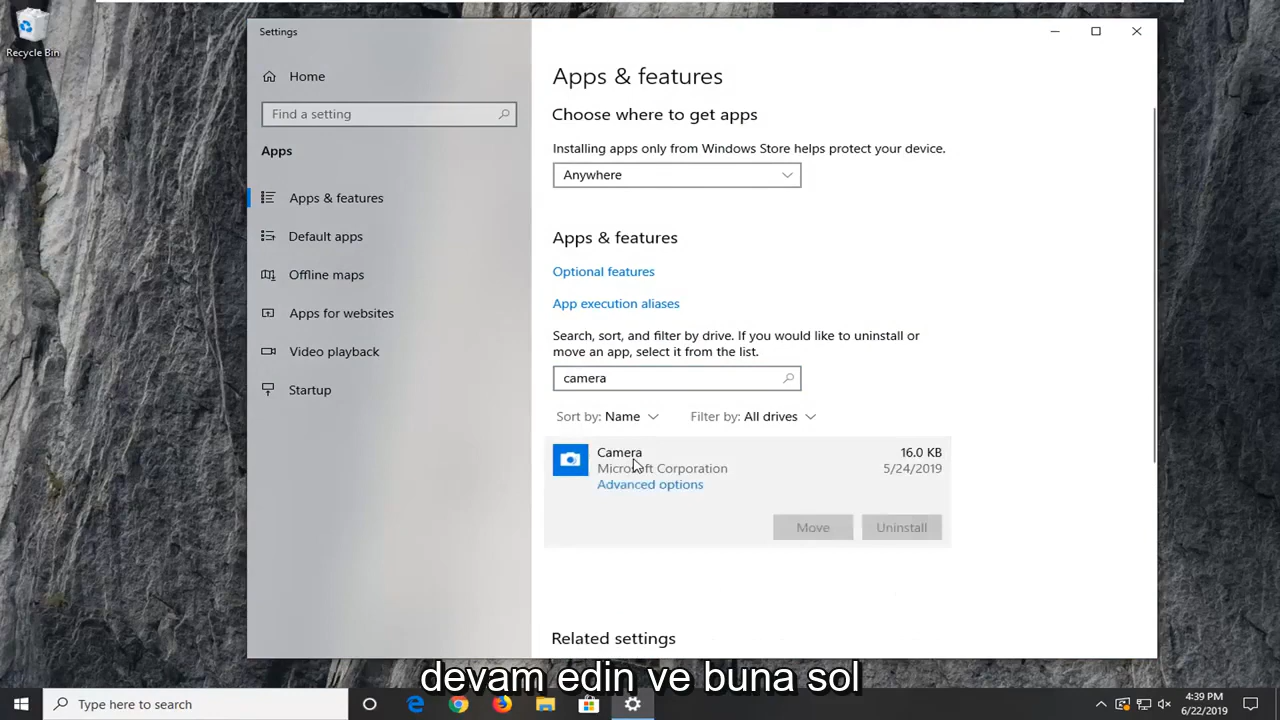 Recycle Bin
Settings
Home
Find a setting
Apps
Apps & features
Default apps
Offline maps
Apps for websites
Video playback
Startup
Apps & features
Choose where to get apps
Installing apps only from Windows Store helps protect your device.
Anywhere
Apps & features
Optional features
App execution aliases
Search, sort, and filter by drive. If you would like to uninstall or
move an app, select it from the list.
camera
Sort by: Name
Filter by: All drives
Camera 16.0 KB
Microsoft Corporation 5/24/2019
Advanced options
Move Uninstall
Related settings
devam edin ve buna sol
Type here to search
4:39 PM
6/22/2019